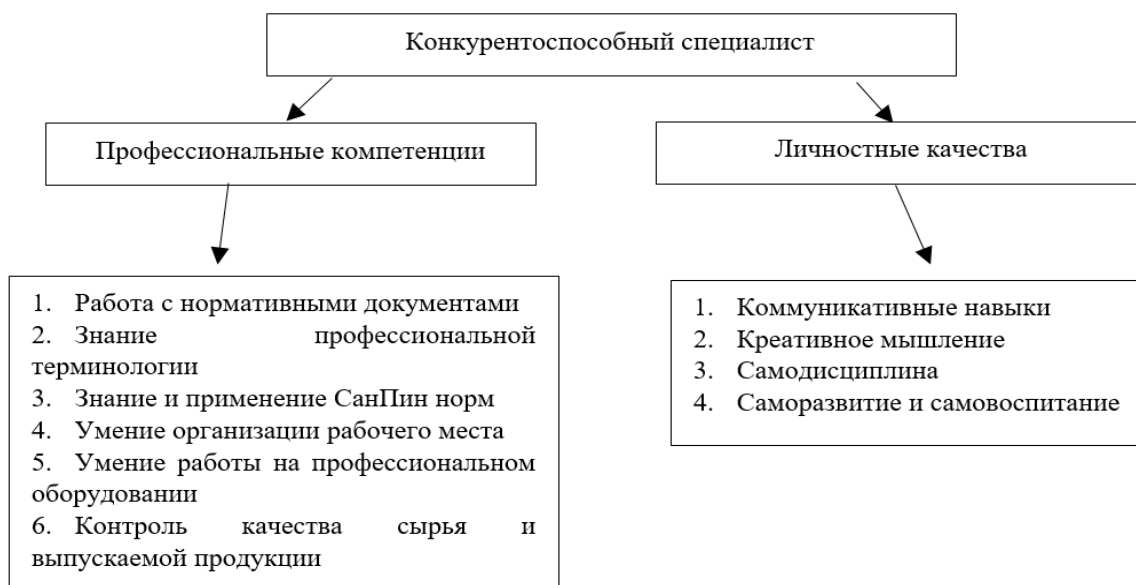 Конкурентоспособный специалист
Профессиональные компетенции
Личностные качества
1. Работа с нормативными документами
2. Знание профессиональной
терминологии
3. Знание и применение СанПин норм
4. Умение организации рабочего места
5. Умение работы на профессиональном
оборудовании
6. Контроль качества сырья и
выпускаемой продукции
1. Коммуникативные навыки
2. Креативное мышление
3. Самодисциплина
4. Саморазвитие и самовоспитание